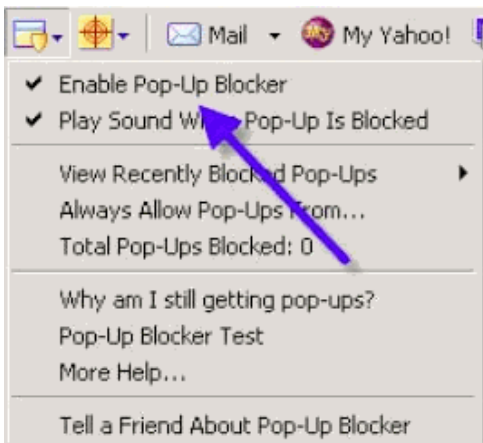 Mail My Yahoo!
Enable Pop-Up Blocker
Play Sound When Pop-Up Is Blocked
View Recently Blocked Pop-Ups
Always Allow Pop-Ups From...
Total Pop-Ups Blocked: 0
Why am I still getting pop-ups?
Pop-Up Blocker Test
More Help...
Tell a Friend About Pop-Up Blocker